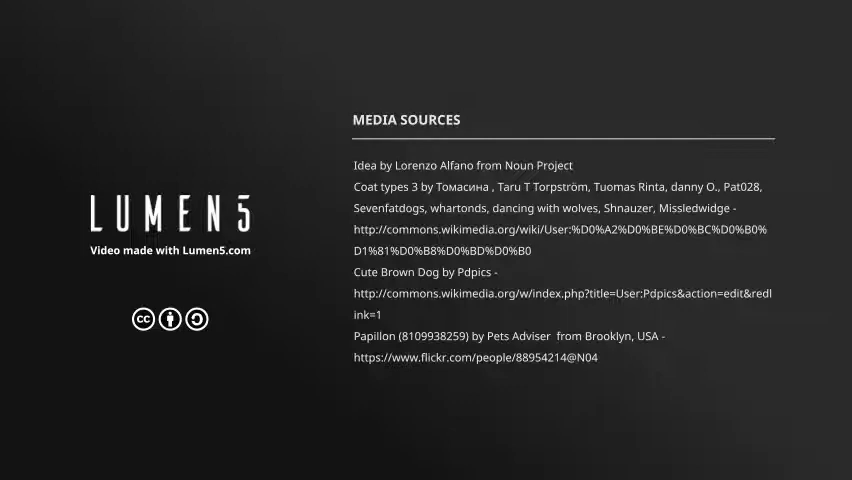 MEDIA SOURCES
Idea by Lorenzo Alfano from Noun Project
Coat types 3 by Томасина , Taru T Torpström, Tuomas Rinta, danny O., Pat028,
Sevenfatdogs, whartonds, dancing with wolves, Shnauzer, Missledwidge -
http://commons.wikimedia.org/wiki/User:%D0%A2%D0%BE%D0%BC%D0%B0%
D1%81%D0%B8%D0%BD%D0%B0
Cute Brown Dog by Pdpics -
http://commons.wikimedia.org/w/index.php?title=User:Pdpics&action=edit&redl
ink=1
Papillon (8109938259) by Pets Adviser  from Brooklyn, USA -
https://www.flickr.com/people/88954214@N04
LUMEN5
Video made with Lumen5.com
cc